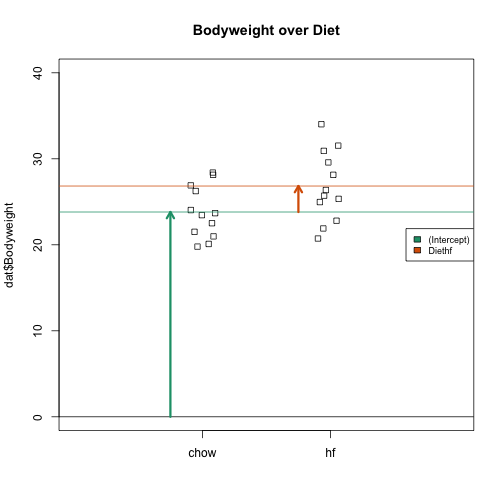 Bodyweight over Diet
dat$Bodyweight
40
30
20
10
0
(Intercept)
Diethf
chow
hf